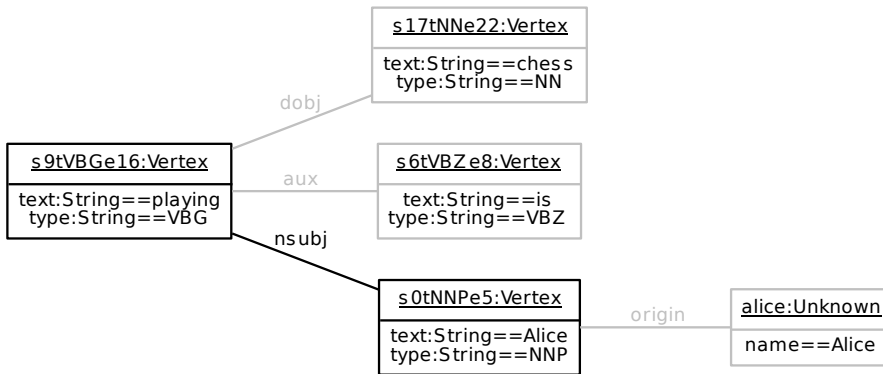 s17tNNe22:Vertex
text:String==chess
type:String==NN
dobj
s9tVBGe16:Vertex
text:String==playing
type:String==VBG
aux
s6tVBZe8:Vertex
text:String==is
type:String==VBZ
nsubj
s0tNNPe5:Vertex
text:String==Alice
type:String==NNP
origin
alice:Unknown
name==Alice